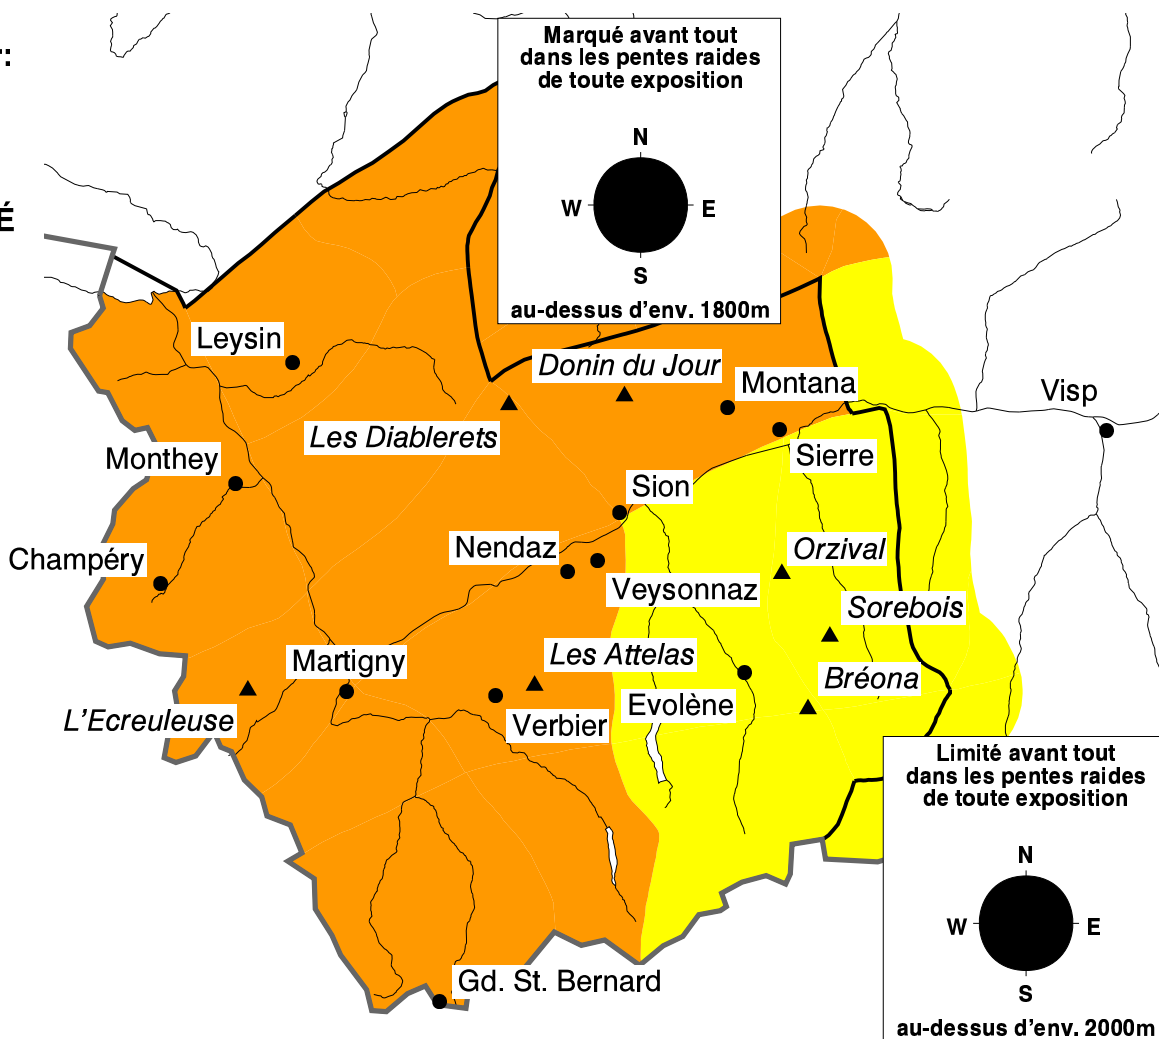 Marqué avant tout
dans les pentes raides
de toute exposition
N
W
E
S
au-dessus d'env. 1800m
É
Leysin
Donin du Jour
Montana
Visp
Les Diablerets
Monthey
Sierre
Sion
Champéry
Nendaz
Orzival
Veysonnaz
Sorebois
Martigny
Les Attelas
Bréona
L'Ecreuleuse
Verbier
Evolène
Limité avant tout
dans les pentes raides
de toute exposition
N
W
E
S
Gd. St. Bernard
au-dessus d'env. 2000m